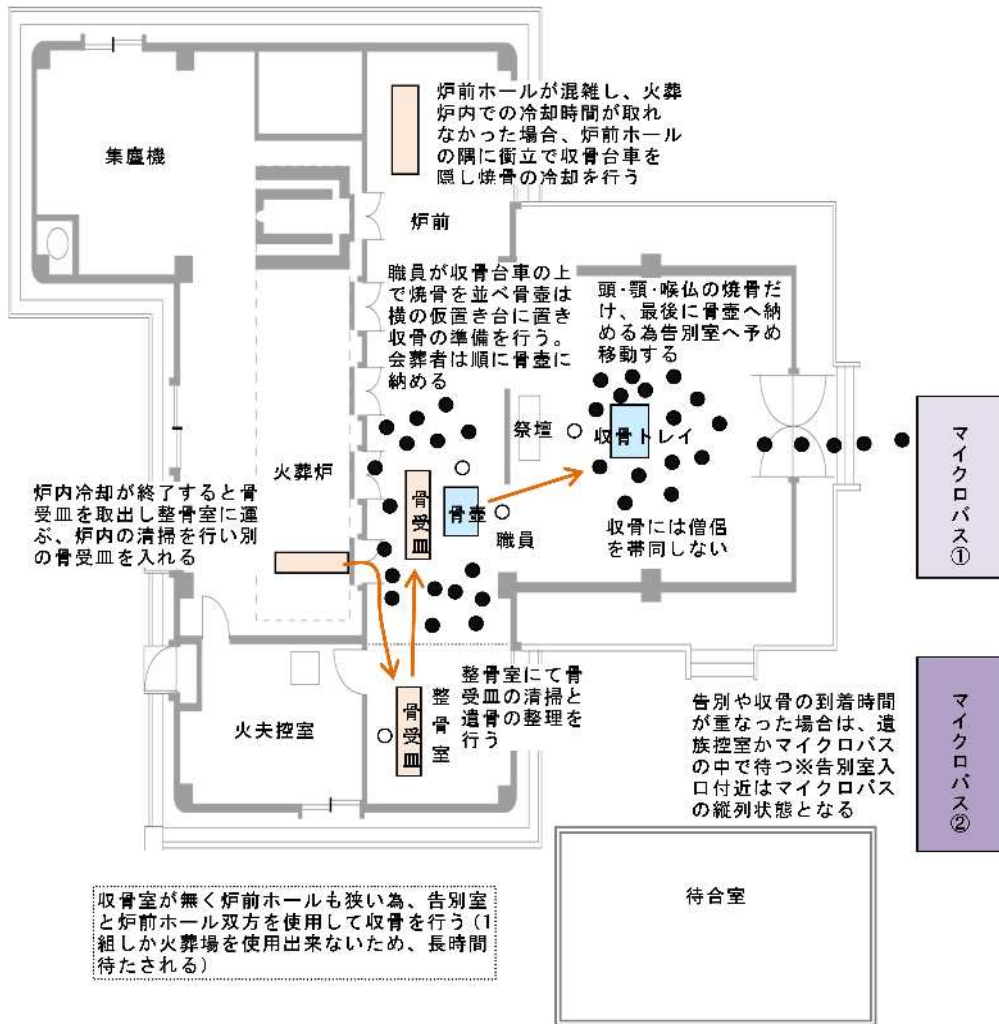 炉前ホールが混雑し、火葬
炉内での冷却時間が取れ
なかった場合、炉前ホール
の隅に衝立で収骨台車を
隠し焼骨の冷却を行う
集塵機
炉前
職員が収骨台車の上
で焼骨を並べ骨壺は
横の仮置き台に置き
収骨の準備を行う。
会葬者は順に骨壺に
納める
頭・顎・喉仏の焼骨だ
け、最後に骨壺へ納
める為告別室へ予め
移動する
祭壇
収骨トレイ
マイクロバス①
火葬炉
骨受皿
骨壺
職員
収骨には僧侶
を帯同しない
炉内冷却が終了すると骨
受皿を取出し整骨室に運
ぶ、炉内の清掃を行い別
の骨受皿を入れる
整骨室にて骨
受皿の清掃と
遺骨の整理を
行う
整骨室
骨受皿
火夫控室
告別や収骨の到着時間
が重なった場合は、遺
族控室かマイクロバス
の中で待つ※告別室入
口付近はマイクロバス
の縦列状態となる
マイクロバス②
収骨室が無く炉前ホールも狭い為、告別室
と炉前ホール双方を使用して収骨を行う（1
組しか火葬場を使用出来ないため、長時間
待たされる）
待合室